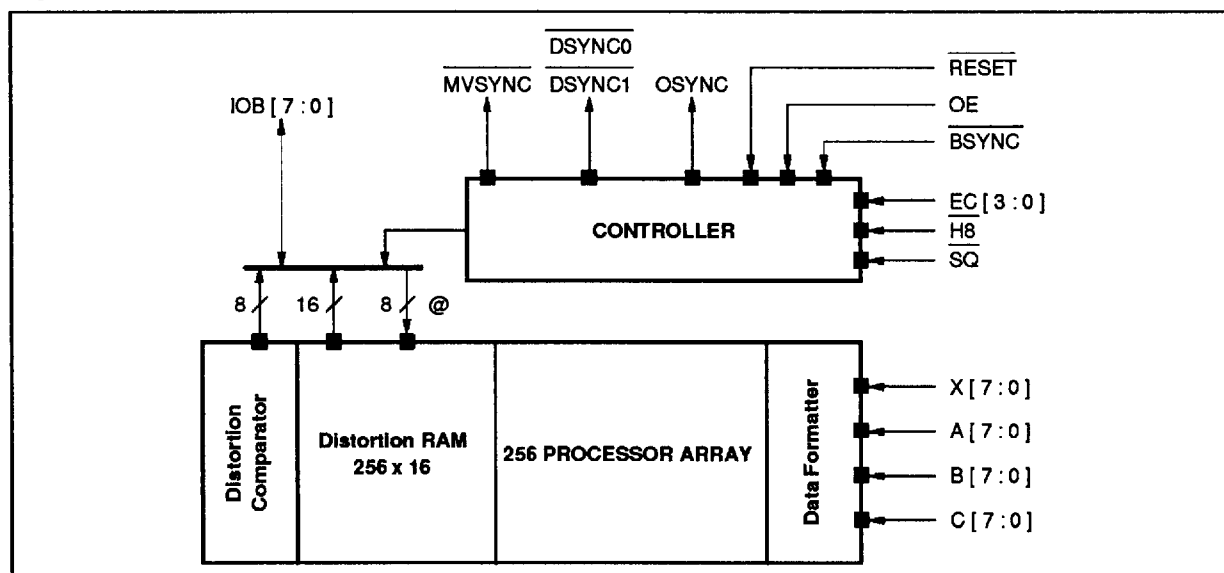 DSYNC0
MVSYNC DSYNC1 OSYNC
RESET
IOB [ 7 : 0 ]
OE
BSYNC
EC [ 3 : 0 ]
CONTROLLER
H8
SQ
8 16 8 @
Distortion
Comparator
Distortion RAM
256 x 16
256 PROCESSOR ARRAY
Data Formatter
X [ 7 : 0 ]
A [ 7 : 0 ]
B [ 7 : 0 ]
C [ 7 : 0 ]